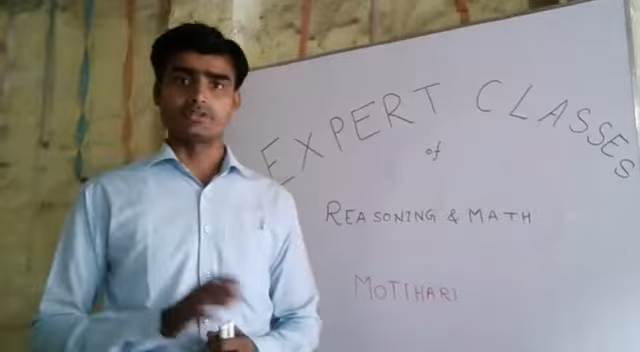 EXPERT CLASSES
of
REASONING & MATH
MOTIHARI